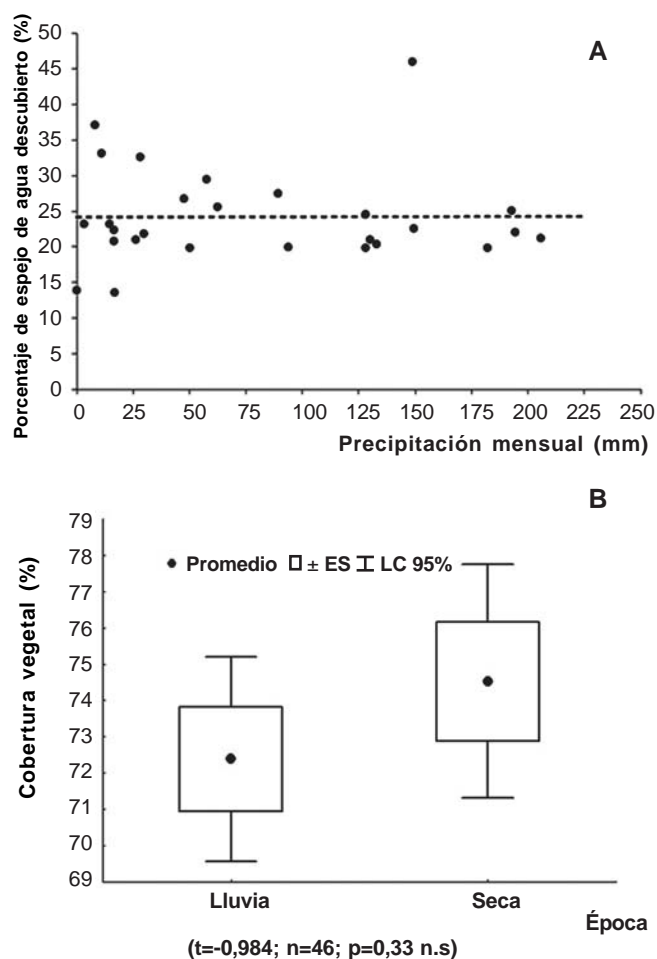 A
Porcentaje de espejo de agua descubierto (%)
50
45
40
35
30
25
20
15
10
5
0
0 25 50 75 100 125 150 175 200 225 250
Precipitación mensual (mm)
B
Cobertura vegetal (%)
79
78
77
76
75
74
73
72
71
70
69
Promedio ± ES LC 95%
Lluvia Seca
Época
(t=-0,984; n=46; p=0,33 n.s)